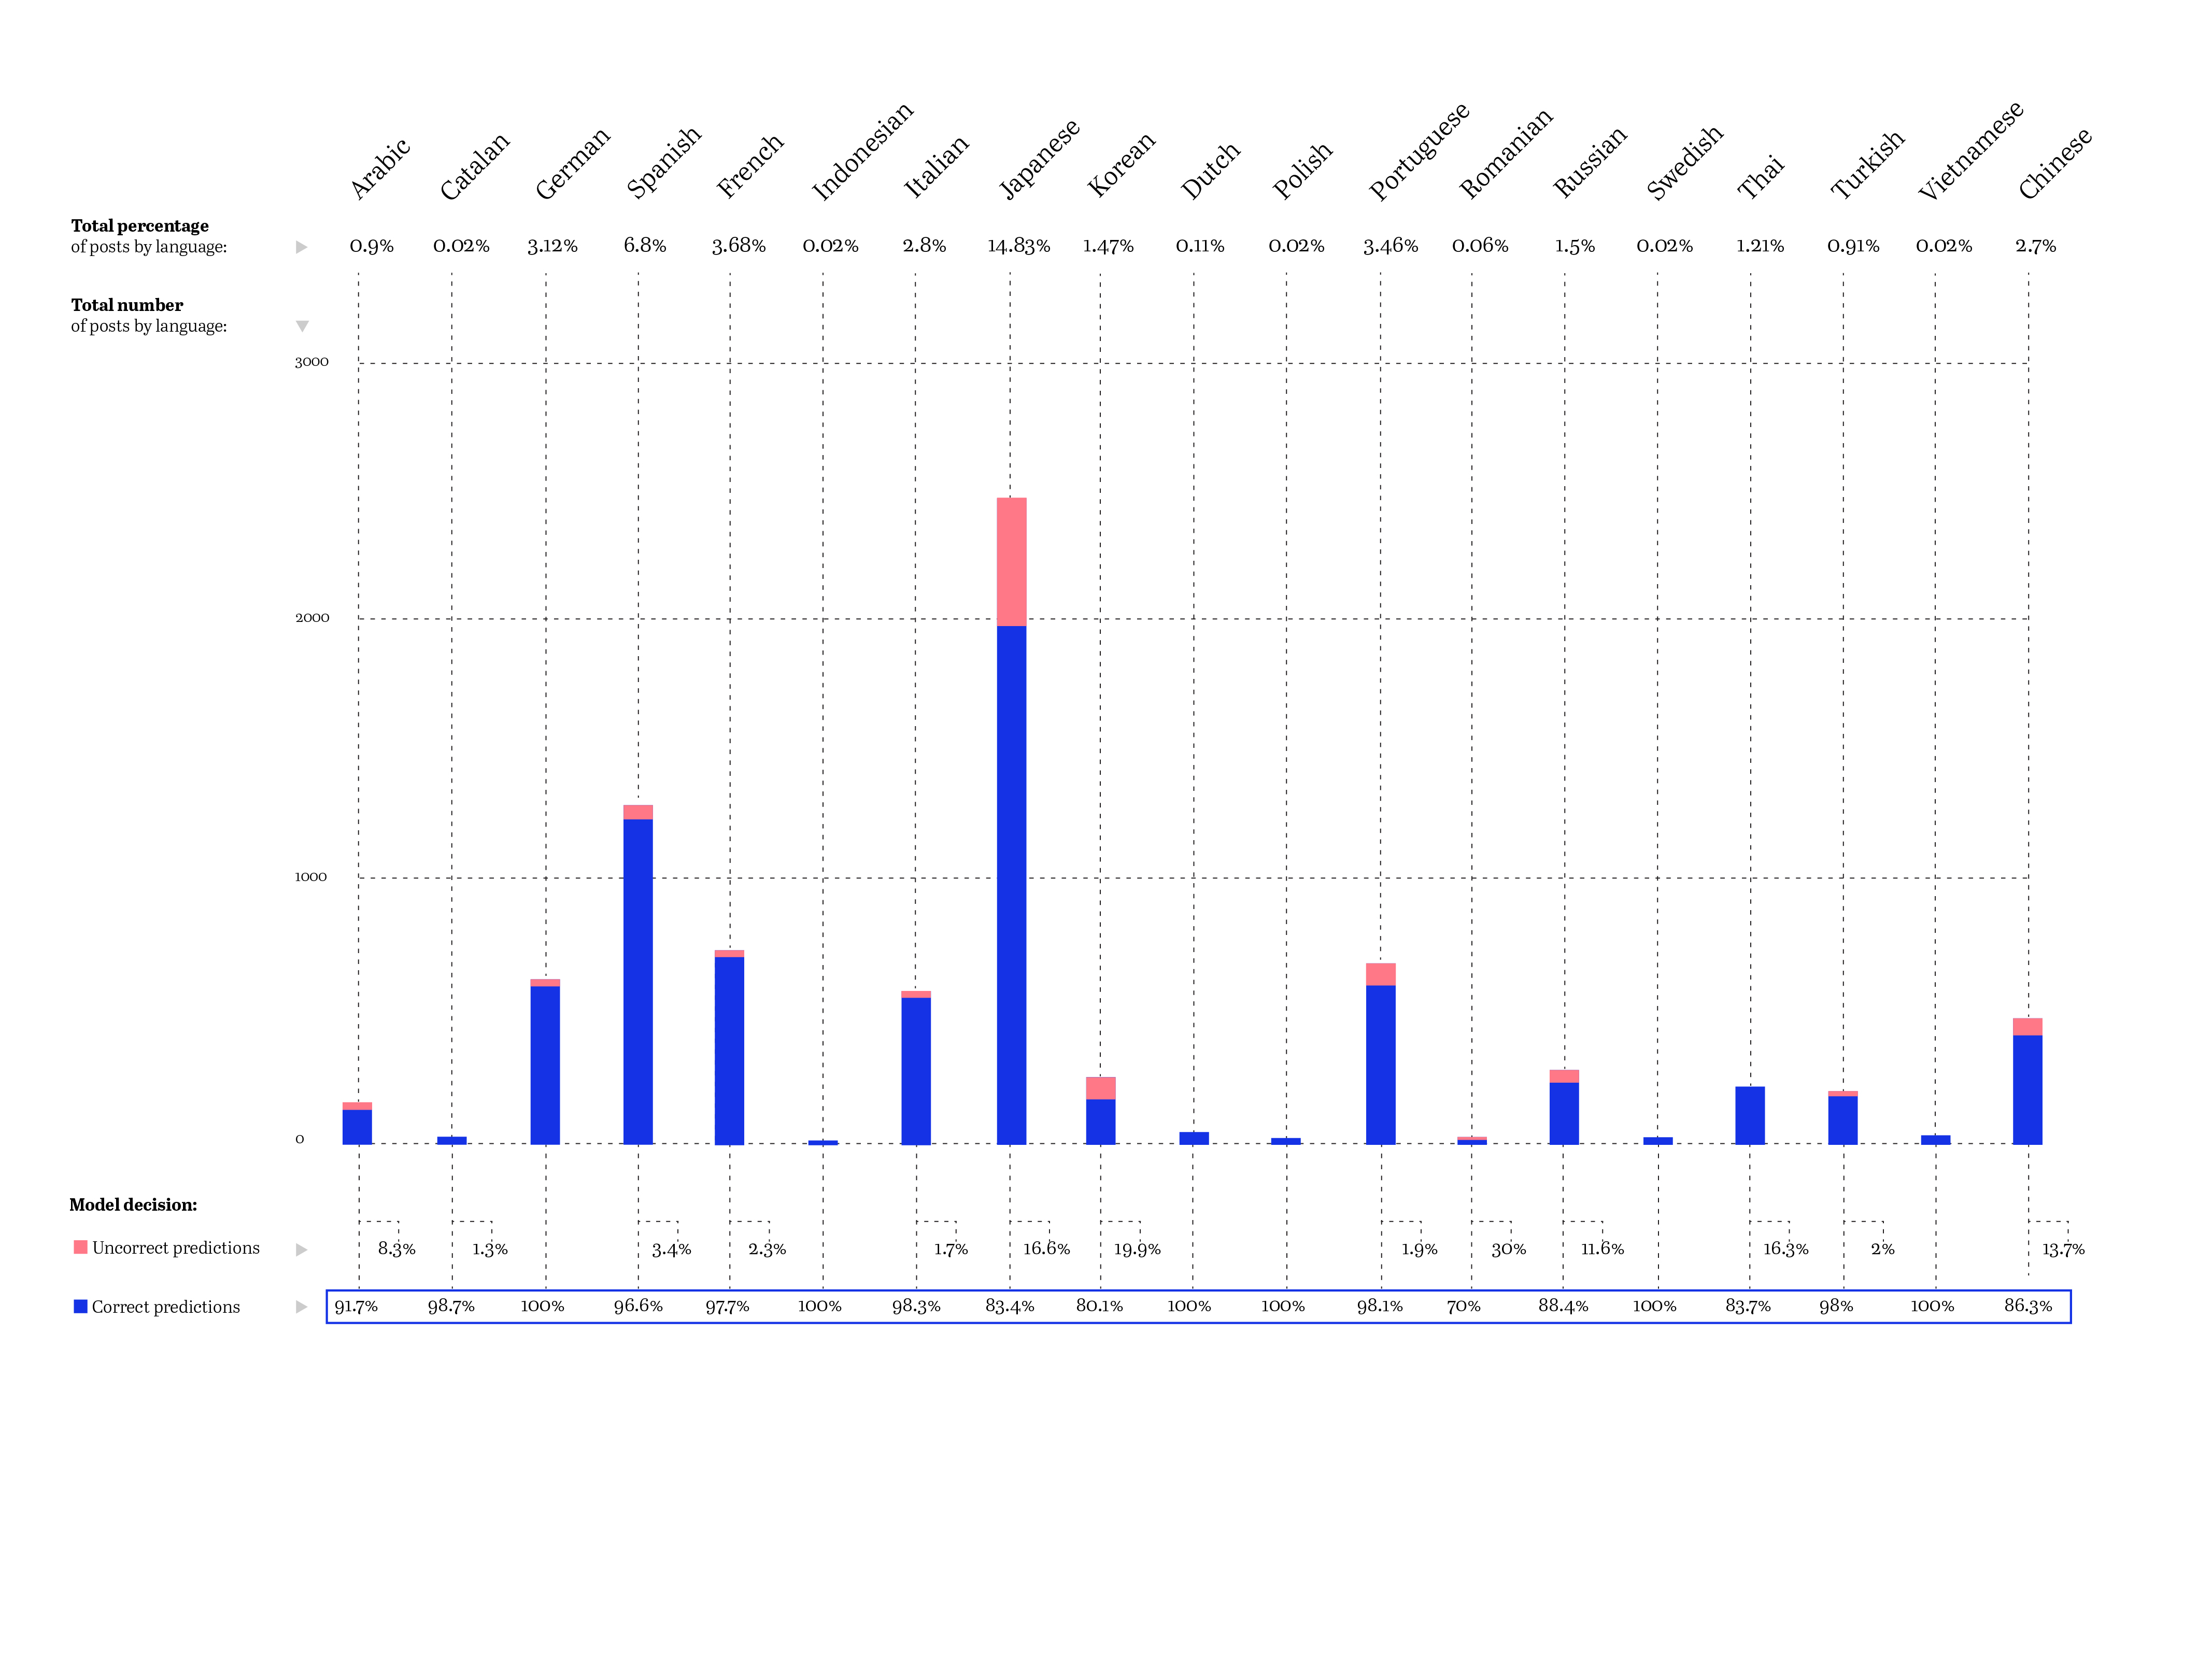 Arabic Catalan German Spanish French Indonesian Italian Japanese Korean Dutch Polish Portuguese Romanian Russian Swedish Thai Turkish Vietnamese Chinese
Total percentage
of posts by language: 0.9% 0.02% 3.12% 6.8% 3.68% 0.02% 2.8% 14.83% 1.47% 0.11% 0.02% 3.46% 0.06% 1.5% 0.02% 1.21% 0.91% 0.02% 2.7%
Total number
of posts by language:
3000
2000
1000
0
Model decision:
Uncorrect predictions 8.3% 1.3% 3.4% 2.3% 1.7% 16.6% 19.9% 1.9% 30% 11.6% 16.3% 2% 13.7%
Correct predictions 91.7% 98.7% 100% 96.6% 97.7% 100% 98.3% 83.4% 80.1% 100% 100% 98.1% 70% 88.4% 100% 83.7% 98% 100% 86.3%